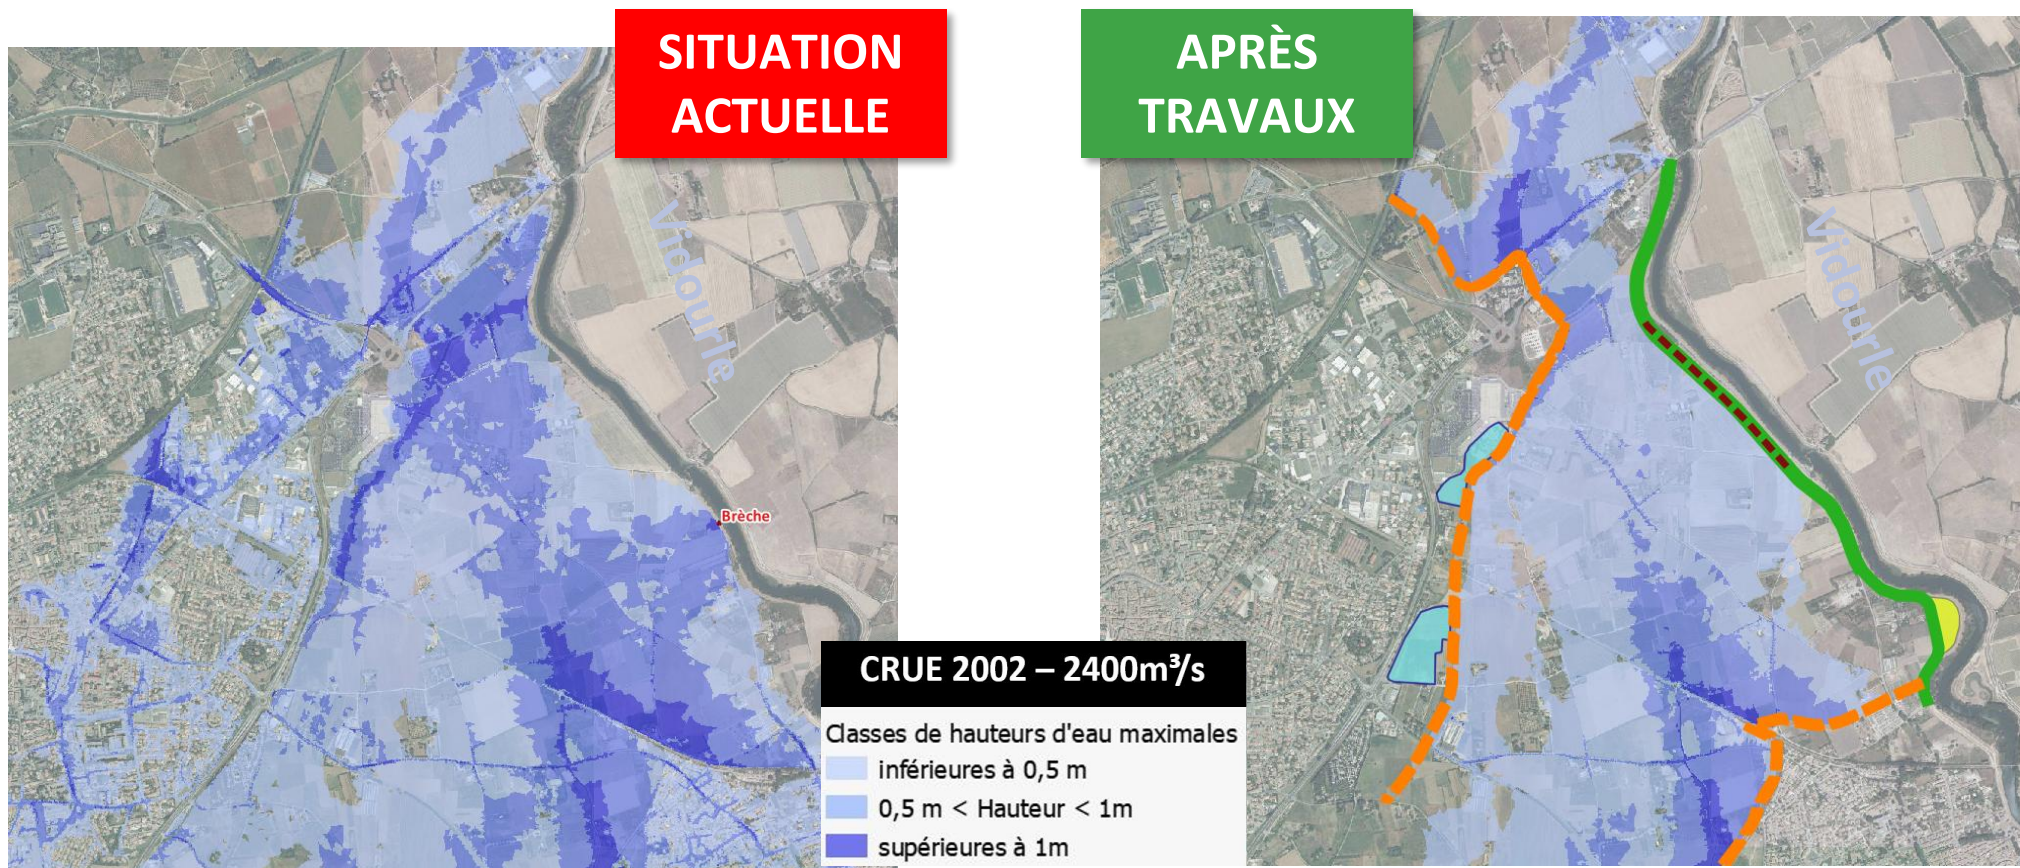 SITUATION
ACTUELLE
APRÈS
TRAVAUX
Vidourle
Vidourle
Brèche
CRUE 2002 – 2400m³/s
Classes de hauteurs d'eau maximales
inférieures à 0,5 m
0,5 m < Hauteur < 1m
supérieures à 1m